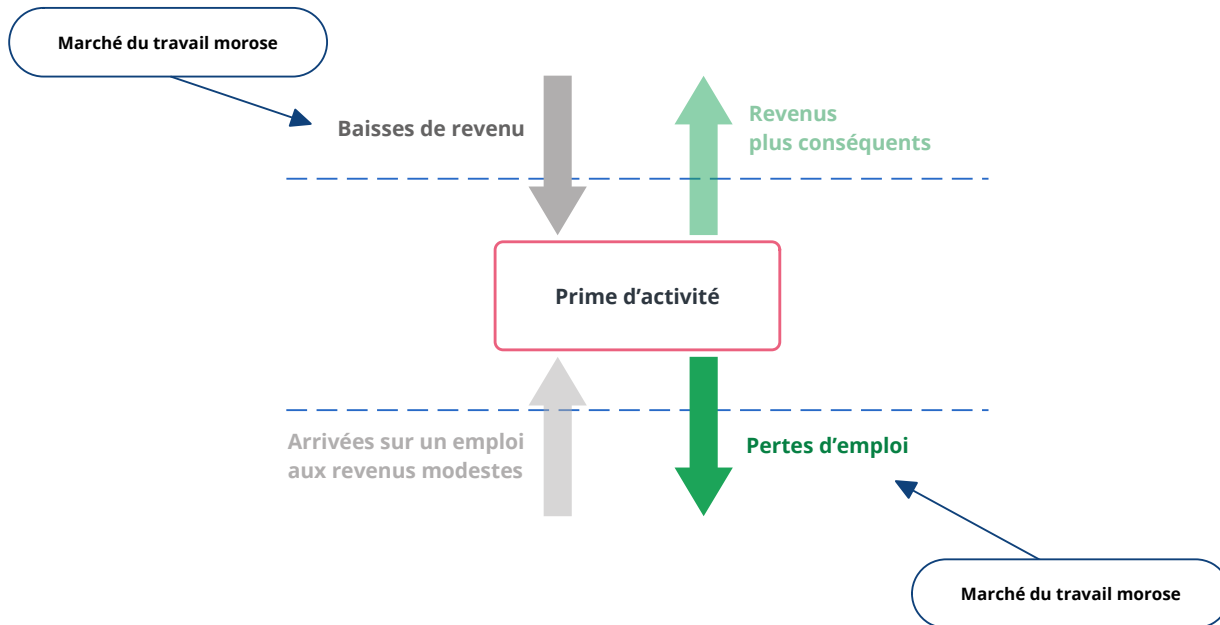 Marché du travail morose
Baisses de revenu
Revenus
plus conséquents
Prime d’activité
Arrivées sur un emploi
aux revenus modestes
Pertes d’emploi
Marché du travail morose